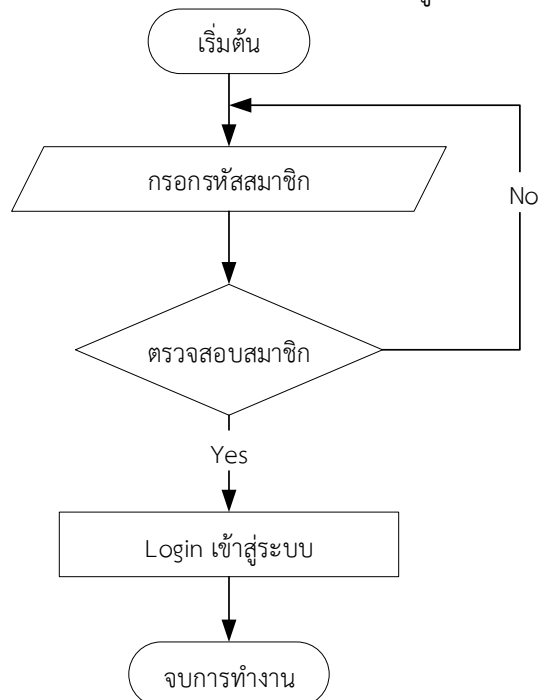 เริ่มต้น
กรอกรหัสสมาชิก
No
ตรวจสอบสมาชิก
Yes
Login เข้าสู่ระบบ
จบการทำงาน